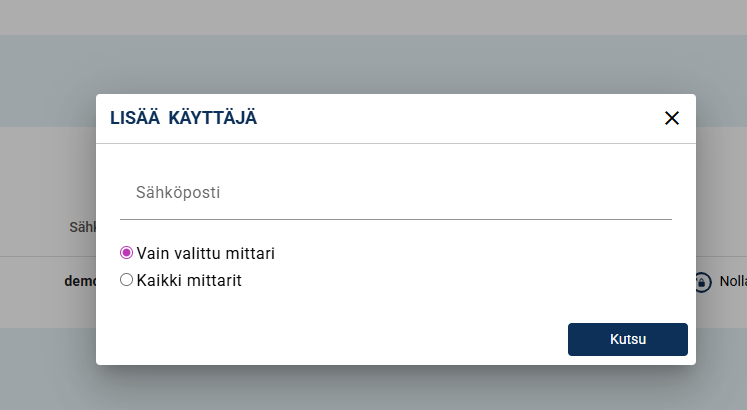 LISÄÄ KÄYTTÄJÄ
Sähköposti
Vain valittu mittari
Kaikki mittarit
Kutsu